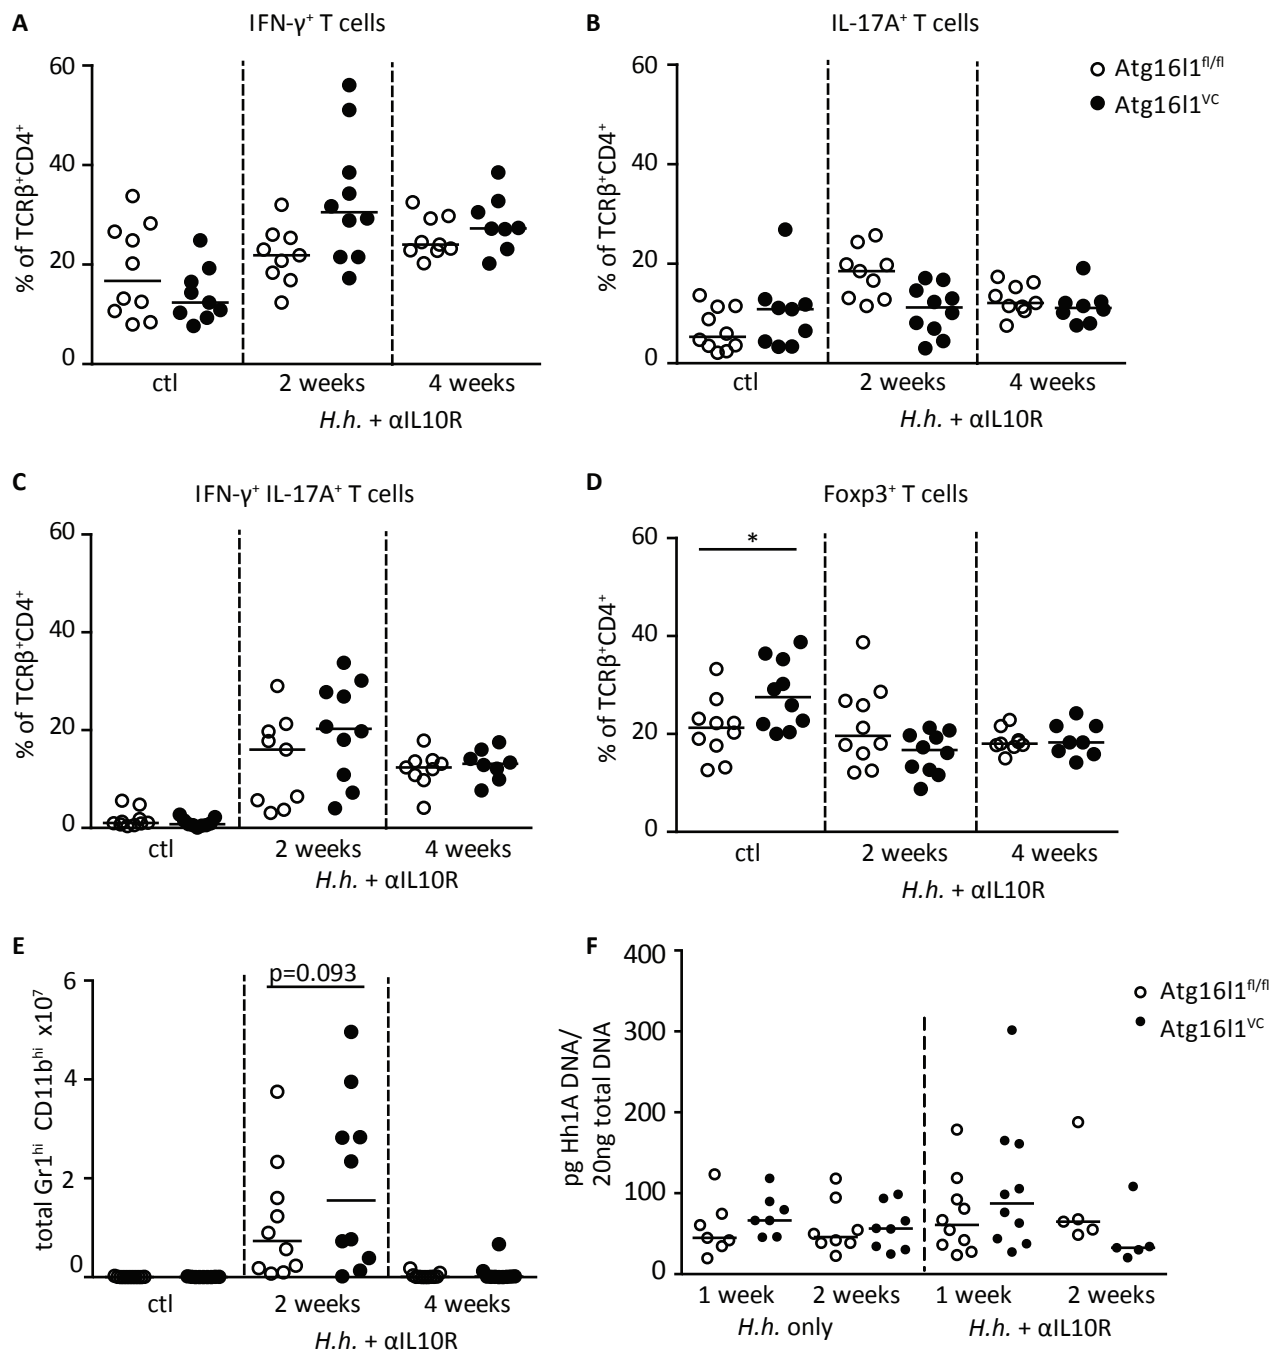 A
IFN-γ⁺ T cells
% of TCRβ⁺CD4⁺
60
40
20
0
ctl
2 weeks
4 weeks
H.h. + αIL10R
B
IL-17A⁺ T cells
Atg16l1ᶠˡ/ᶠˡ
Atg16l1ⱽᶜ
% of TCRβ⁺CD4⁺
60
40
20
0
ctl
2 weeks
4 weeks
H.h. + αIL10R
C
IFN-γ⁺ IL-17A⁺ T cells
% of TCRβ⁺CD4⁺
60
40
20
0
ctl
2 weeks
4 weeks
H.h. + αIL10R
D
Foxp3⁺ T cells
*
% of TCRβ⁺CD4⁺
60
40
20
0
ctl
2 weeks
4 weeks
H.h. + αIL10R
E
p=0.093
total Gr1ʰⁱ CD11bʰⁱ x10⁷
6
4
2
0
ctl
2 weeks
4 weeks
H.h. + αIL10R
F
Atg16l1ᶠˡ/ᶠˡ
Atg16l1ⱽᶜ
pg Hh1A DNA/
20ng total DNA
400
300
200
100
0
1 week
2 weeks
1 week
2 weeks
H.h. only
H.h. + αIL10R